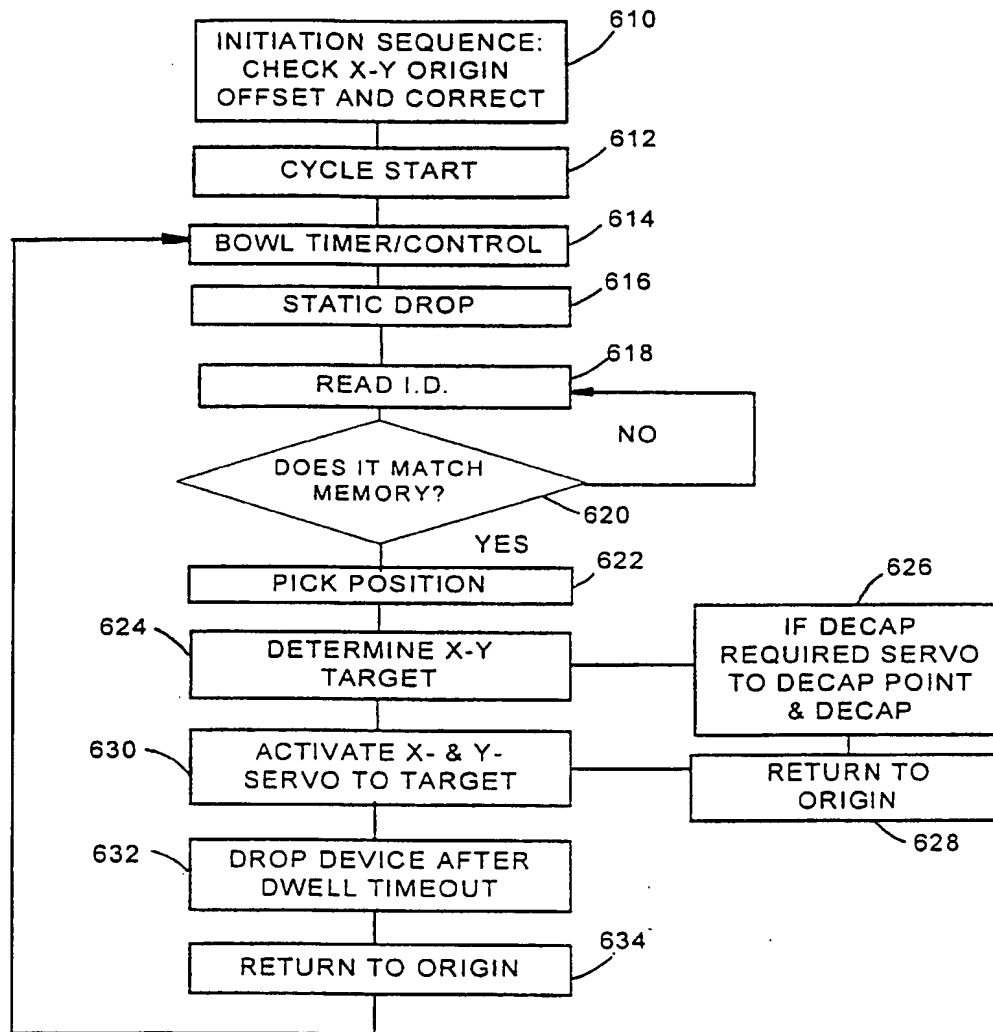 610
INITIATION SEQUENCE:
CHECK X-Y ORIGIN
OFFSET AND CORRECT
612
CYCLE START
614
BOWL TIMER/CONTROL
616
STATIC DROP
618
READ I.D.
NO
DOES IT MATCH
MEMORY?
620
YES
622
PICK POSITION
624
DETERMINE X-Y
TARGET
626
IF DECAP
REQUIRED SERVO
TO DECAP POINT
& DECAP
630
ACTIVATE X- & Y-
SERVO TO TARGET
RETURN TO
ORIGIN
628
632
DROP DEVICE AFTER
DWELL TIMEOUT
634
RETURN TO ORIGIN